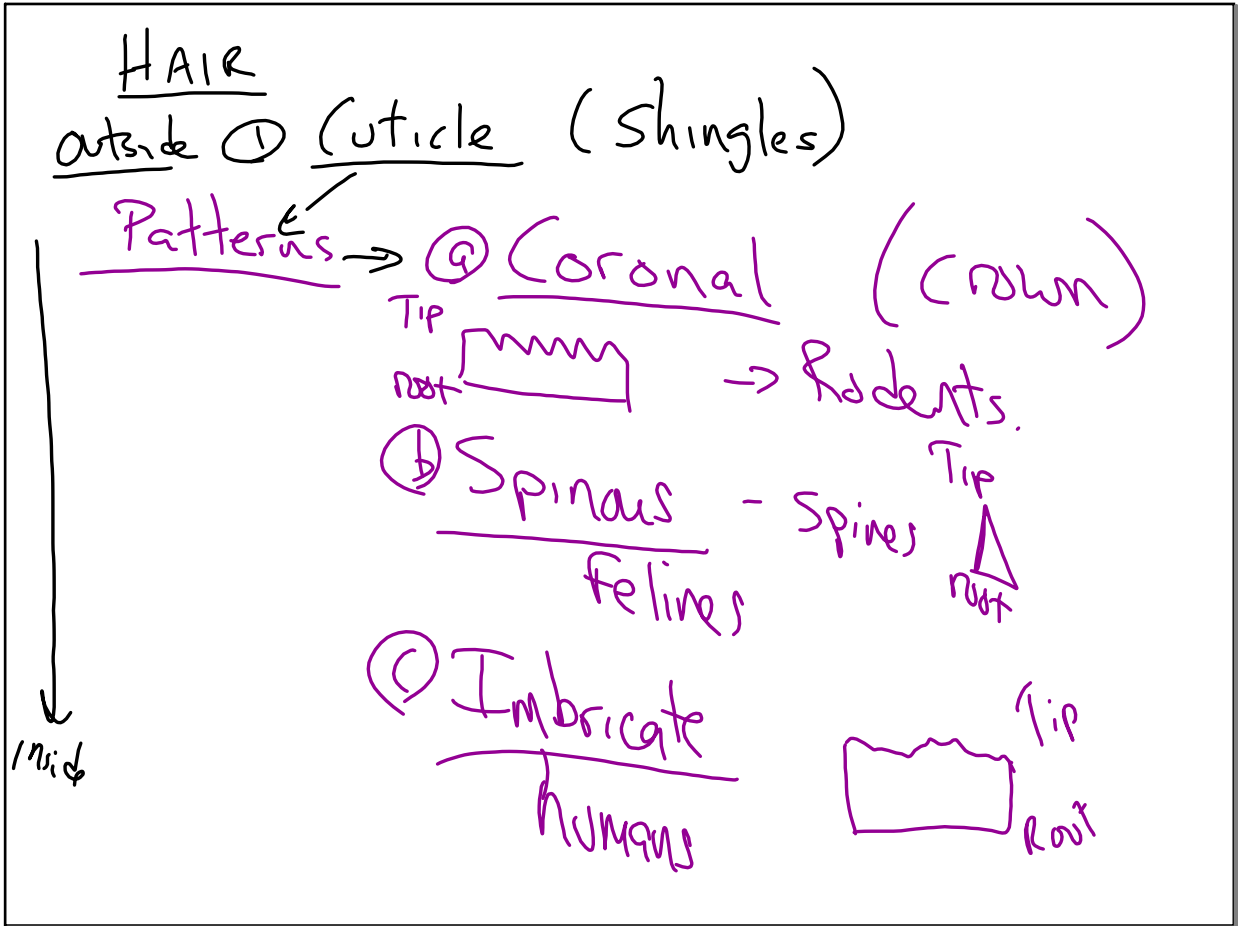 HAIR
outside ① Cuticle (Shingles)
Patterns → ⓐ Coronal (Crown)
Tip
root → Rodents.
ⓑ Spinous - Spines
Tip
root
Felines
ⓒ Imbricate
Tip
Inside
humans
Root